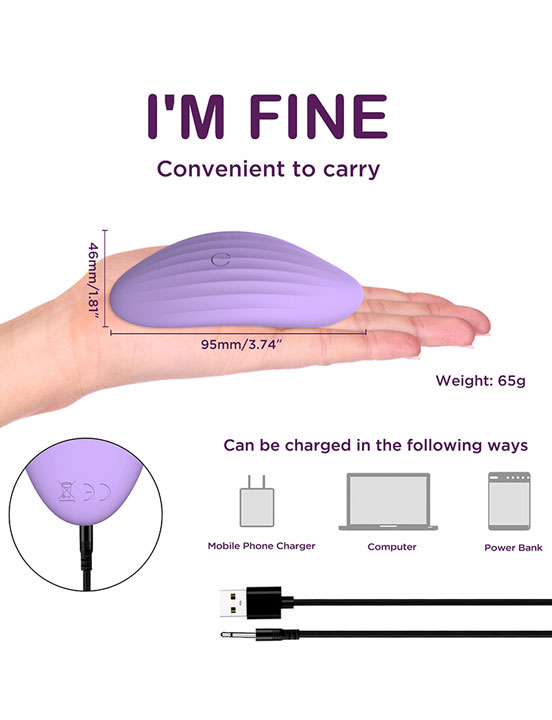 I'M FINE
Convenient to carry
46mm/1.81″
95mm/3.74″
Weight: 65g
Can be charged in the following ways
Mobile Phone Charger
Computer
Power Bank